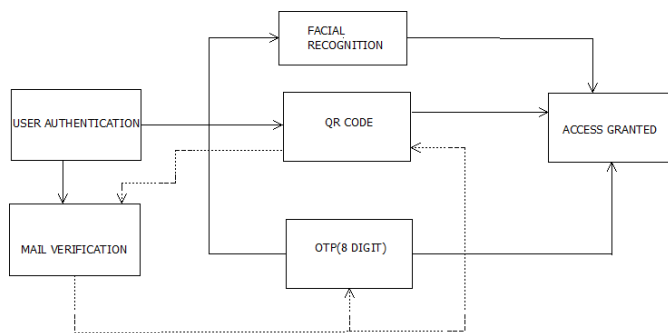 FACIAL
RECOGNITION
USER AUTHENTICATION
QR CODE
ACCESS GRANTED
MAIL VERIFICATION
OTP(8 DIGIT)